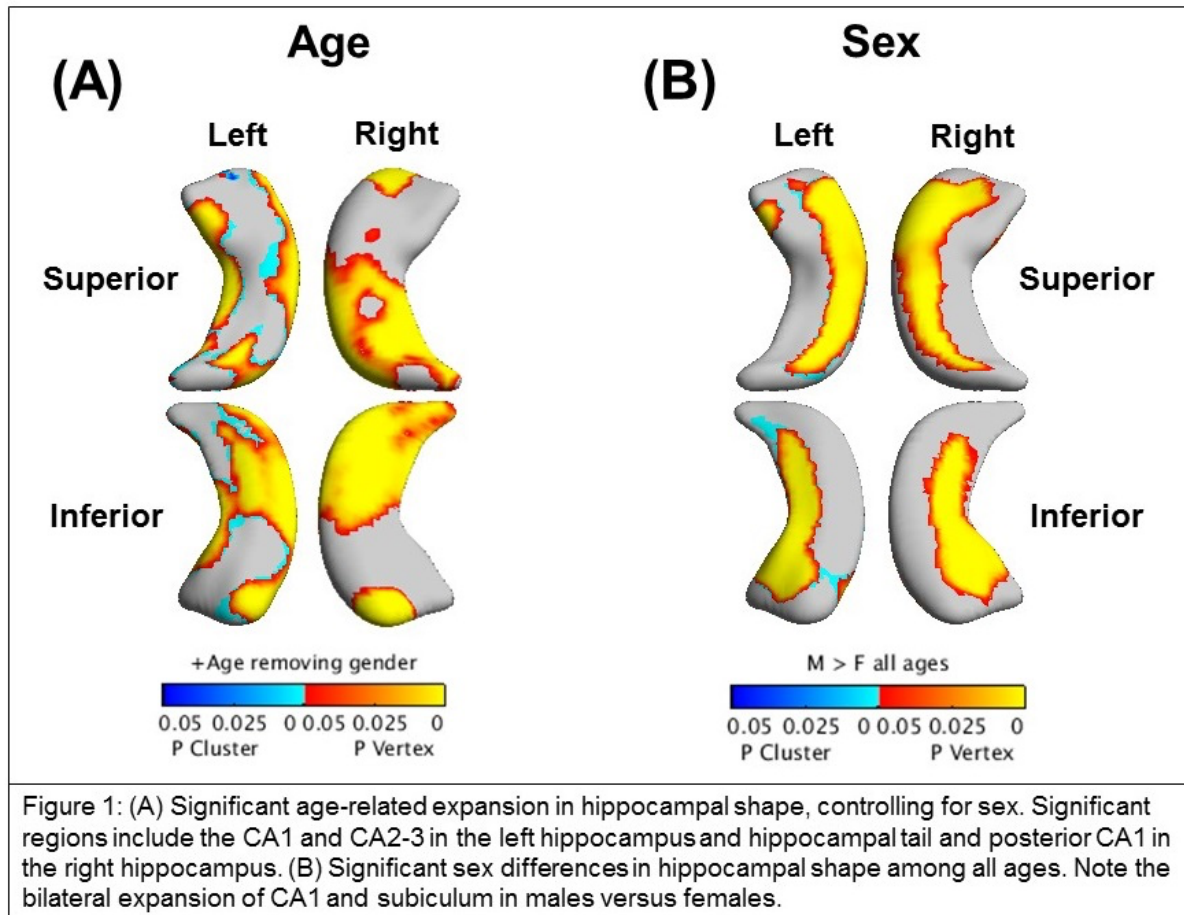 Age
Sex
(A)
(B)
Left
Right
Left
Right
Superior
Superior
Inferior
Inferior
+Age removing gender
0.05 0.025 0 0.05 0.025 0
P Cluster P Vertex
M > F all ages
0.05 0.025 0 0.05 0.025 0
P Cluster P Vertex
Figure 1: (A) Significant age-related expansion in hippocampal shape, controlling for sex. Significant
regions include the CA1 and CA2-3 in the left hippocampus and hippocampal tail and posterior CA1 in
the right hippocampus. (B) Significant sex differences in hippocampal shape among all ages. Note the
bilateral expansion of CA1 and subiculum in males versus females.